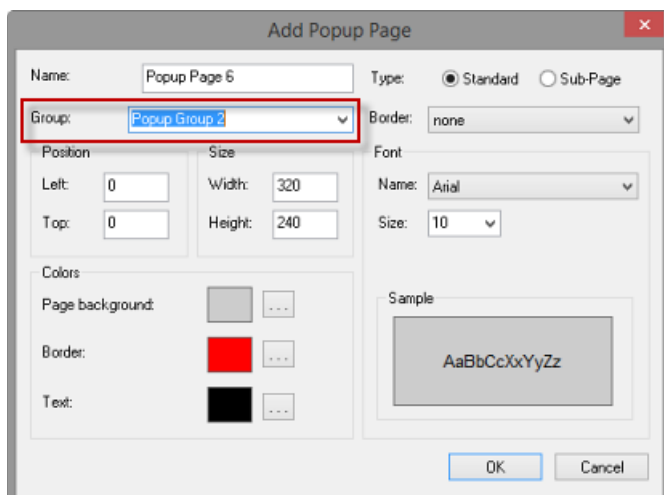 Add Popup Page
Name: Popup Page 6 Type: Standard Sub-Page
Group: Popup Group 2 Border: none
Position Size Font
Left: 0 Width: 320 Name: Arial
Top: 0 Height: 240 Size: 10
Colors
Page background: ...
Sample
Border: ...
AaBbCcXxYyZz
Text: ...
OK Cancel